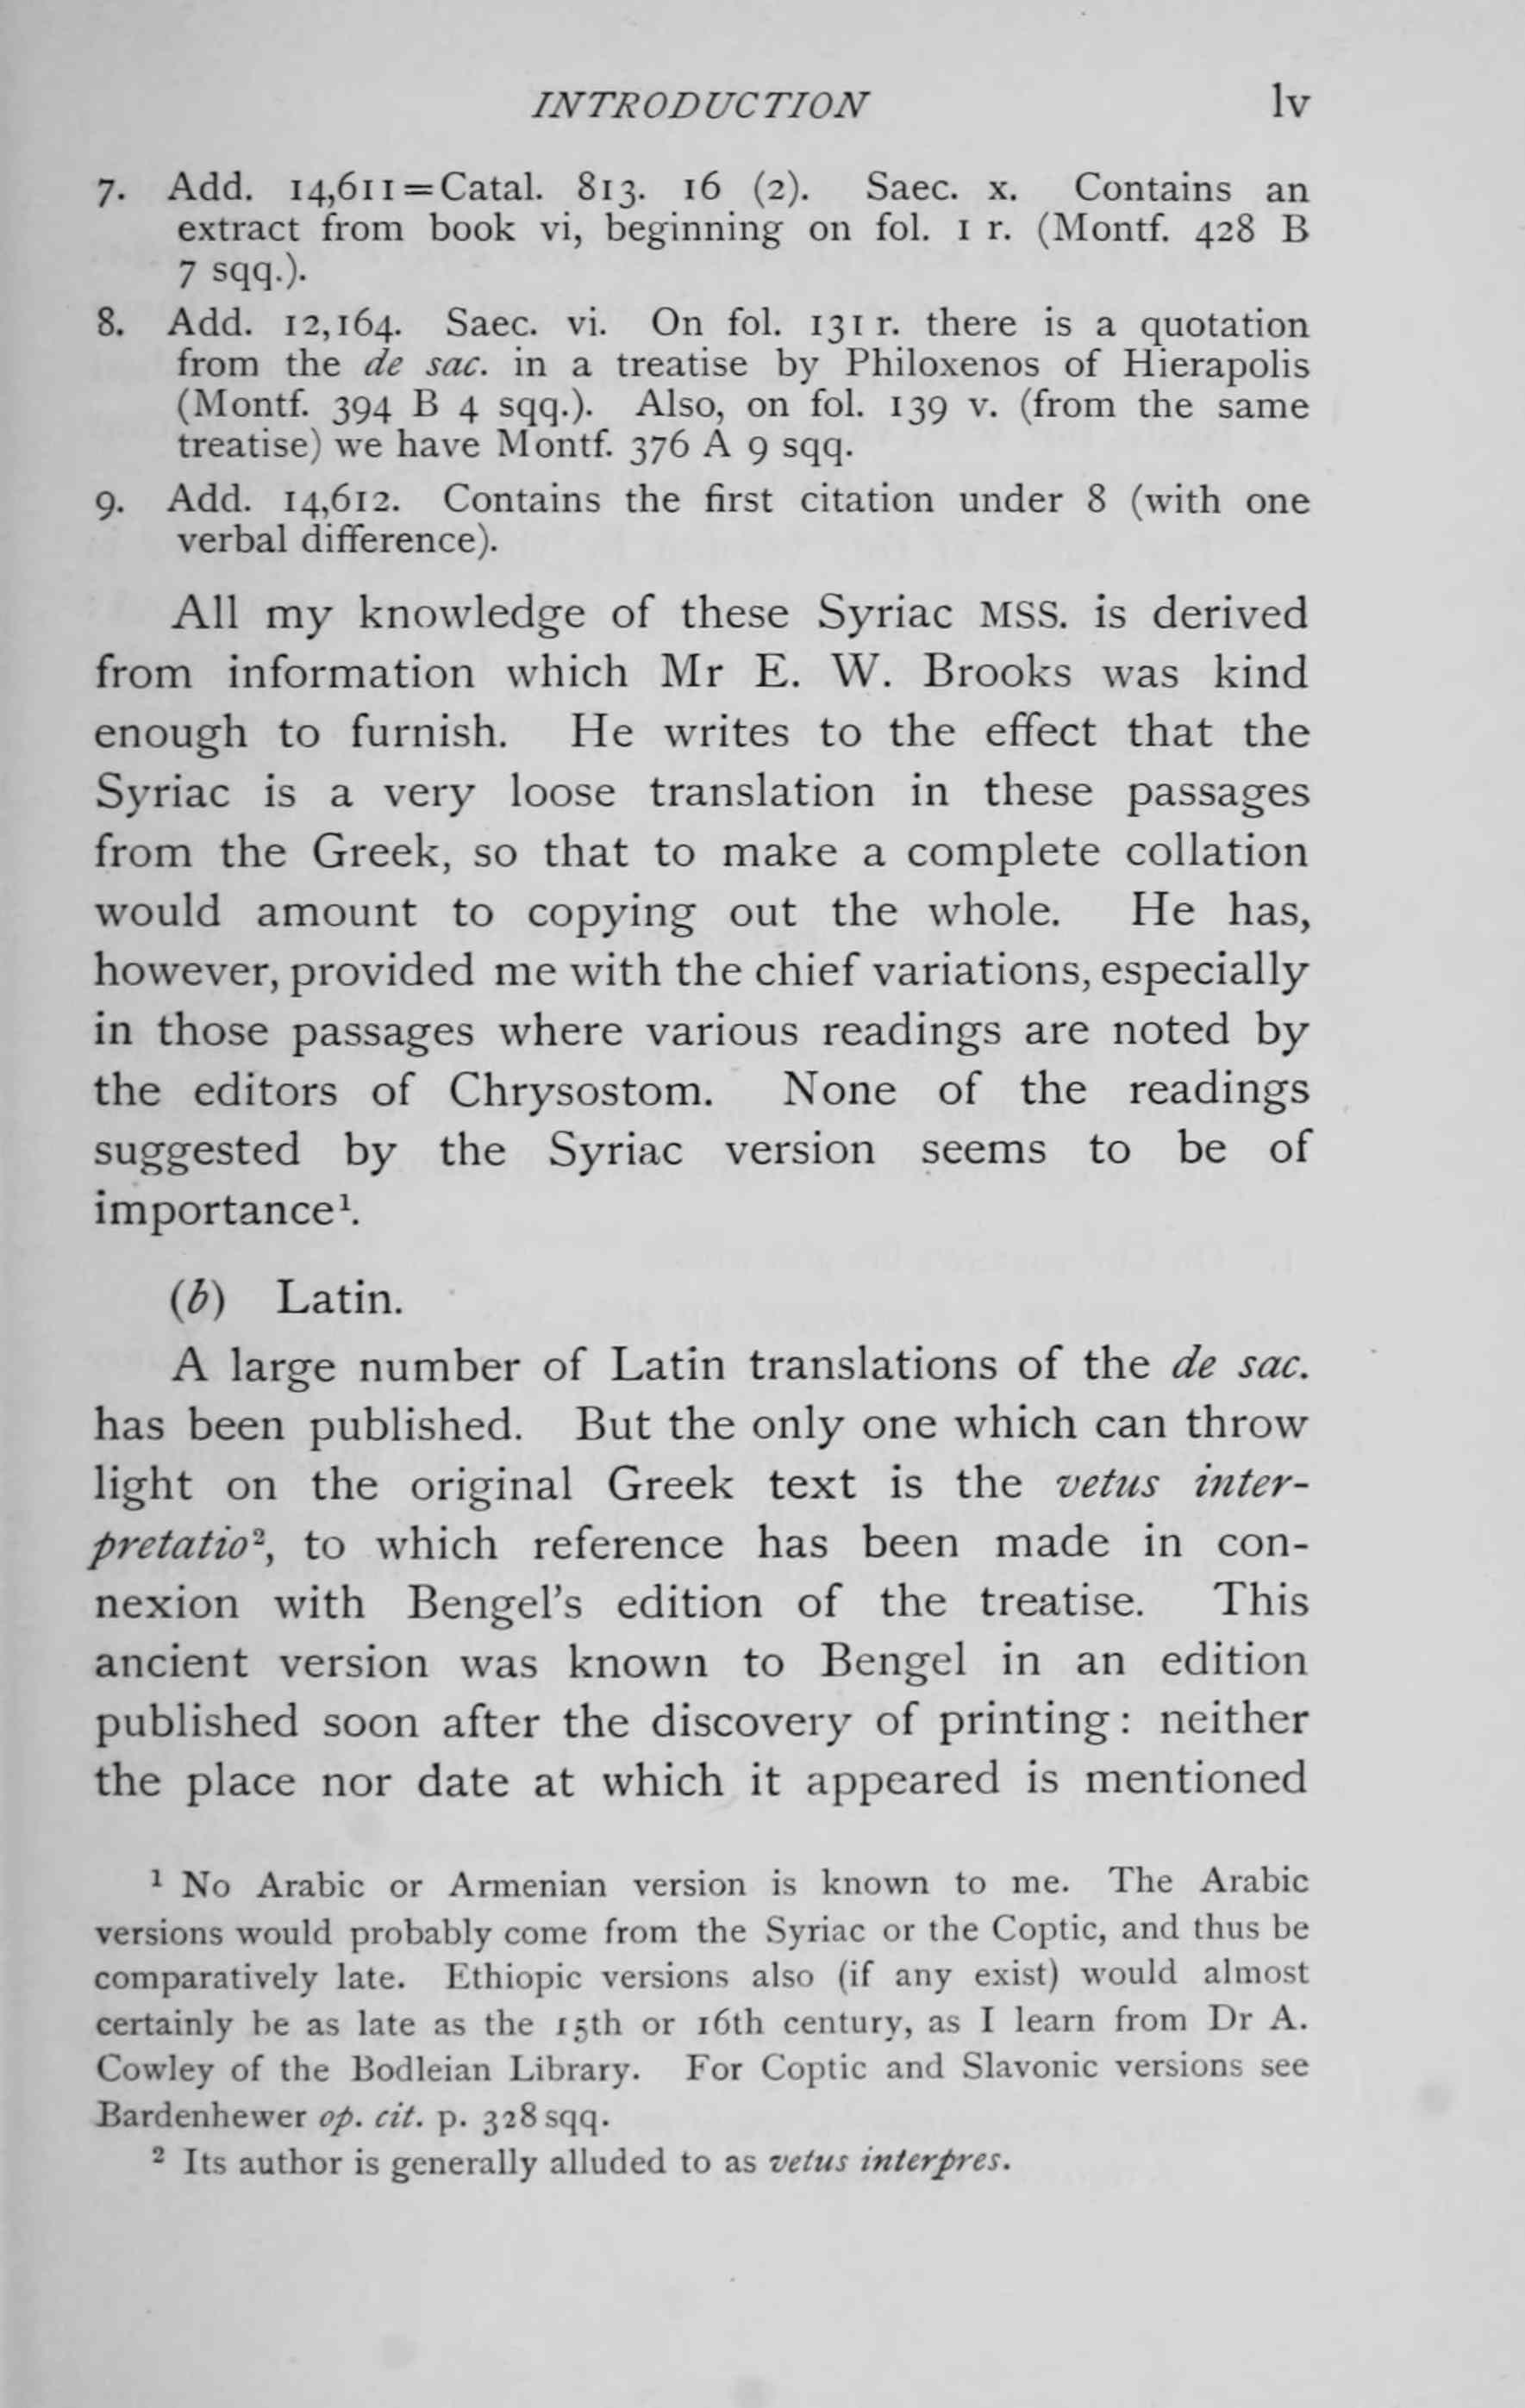 INTRODUCTION lv
7. Add. 14,611=Catal. 813. 16 (2). Saec. x. Contains an
extract from book vi, beginning on fol. 1 r. (Montf. 428 B
7 sqq.).
8. Add. 12,164. Saec. vi. On fol. 131 r. there is a quotation
from the de sac. in a treatise by Philoxenos of Hierapolis
(Montf. 394 B 4 sqq.). Also, on fol. 139 v. (from the same
treatise) we have Montf. 376 A 9 sqq.
9. Add. 14,612. Contains the first citation under 8 (with one
verbal difference).
All my knowledge of these Syriac MSS. is derived
from information which Mr E. W. Brooks was kind
enough to furnish. He writes to the effect that the
Syriac is a very loose translation in these passages
from the Greek, so that to make a complete collation
would amount to copying out the whole. He has,
however, provided me with the chief variations, especially
in those passages where various readings are noted by
the editors of Chrysostom. None of the readings
suggested by the Syriac version seems to be of
importance¹.
(b) Latin.
A large number of Latin translations of the de sac.
has been published. But the only one which can throw
light on the original Greek text is the vetus inter-
pretatio², to which reference has been made in con-
nexion with Bengel's edition of the treatise. This
ancient version was known to Bengel in an edition
published soon after the discovery of printing: neither
the place nor date at which it appeared is mentioned
¹ No Arabic or Armenian version is known to me. The Arabic
versions would probably come from the Syriac or the Coptic, and thus be
comparatively late. Ethiopic versions also (if any exist) would almost
certainly be as late as the 15th or 16th century, as I learn from Dr A.
Cowley of the Bodleian Library. For Coptic and Slavonic versions see
Bardenhewer op. cit. p. 328 sqq.
² Its author is generally alluded to as vetus interpres.